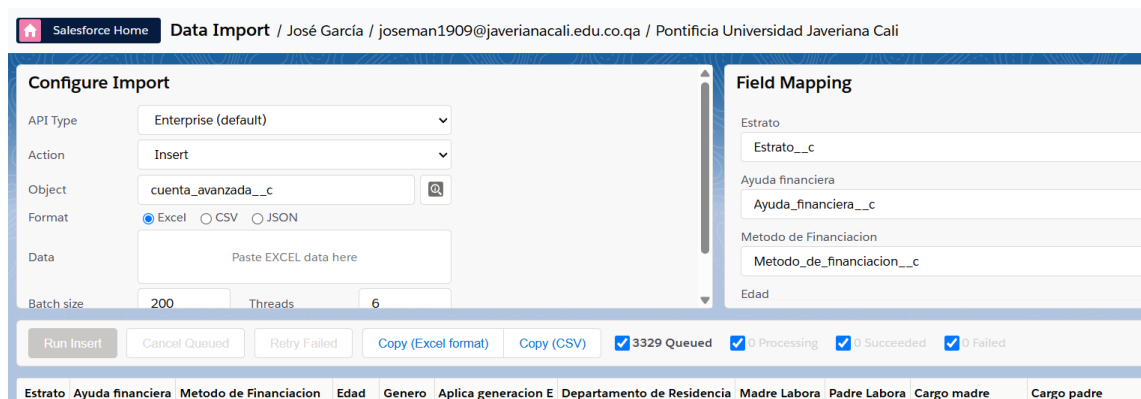 Salesforce Home Data Import / José García / joseman1909@javerianacali.edu.co.qa / Pontificia Universidad Javeriana Cali
Configure Import
API Type Enterprise (default)
Action Insert
Object cuenta_avanzada__c
Format Excel CSV JSON
Data Paste EXCEL data here
Batch size 200 Threads 6
Field Mapping
Estrato
Estrato__c
Ayuda financiera
Ayuda_financiera__c
Metodo de Financiacion
Metodo_de_financiacion__c
Edad
Run Insert Cancel Queued Retry Failed Copy (Excel format) Copy (CSV) 3329 Queued 0 Processing 0 Succeeded 0 Failed
Estrato Ayuda financiera Metodo de Financiacion Edad Genero Aplica generacion E Departamento de Residencia Madre Labora Padre Labora Cargo madre Cargo padre